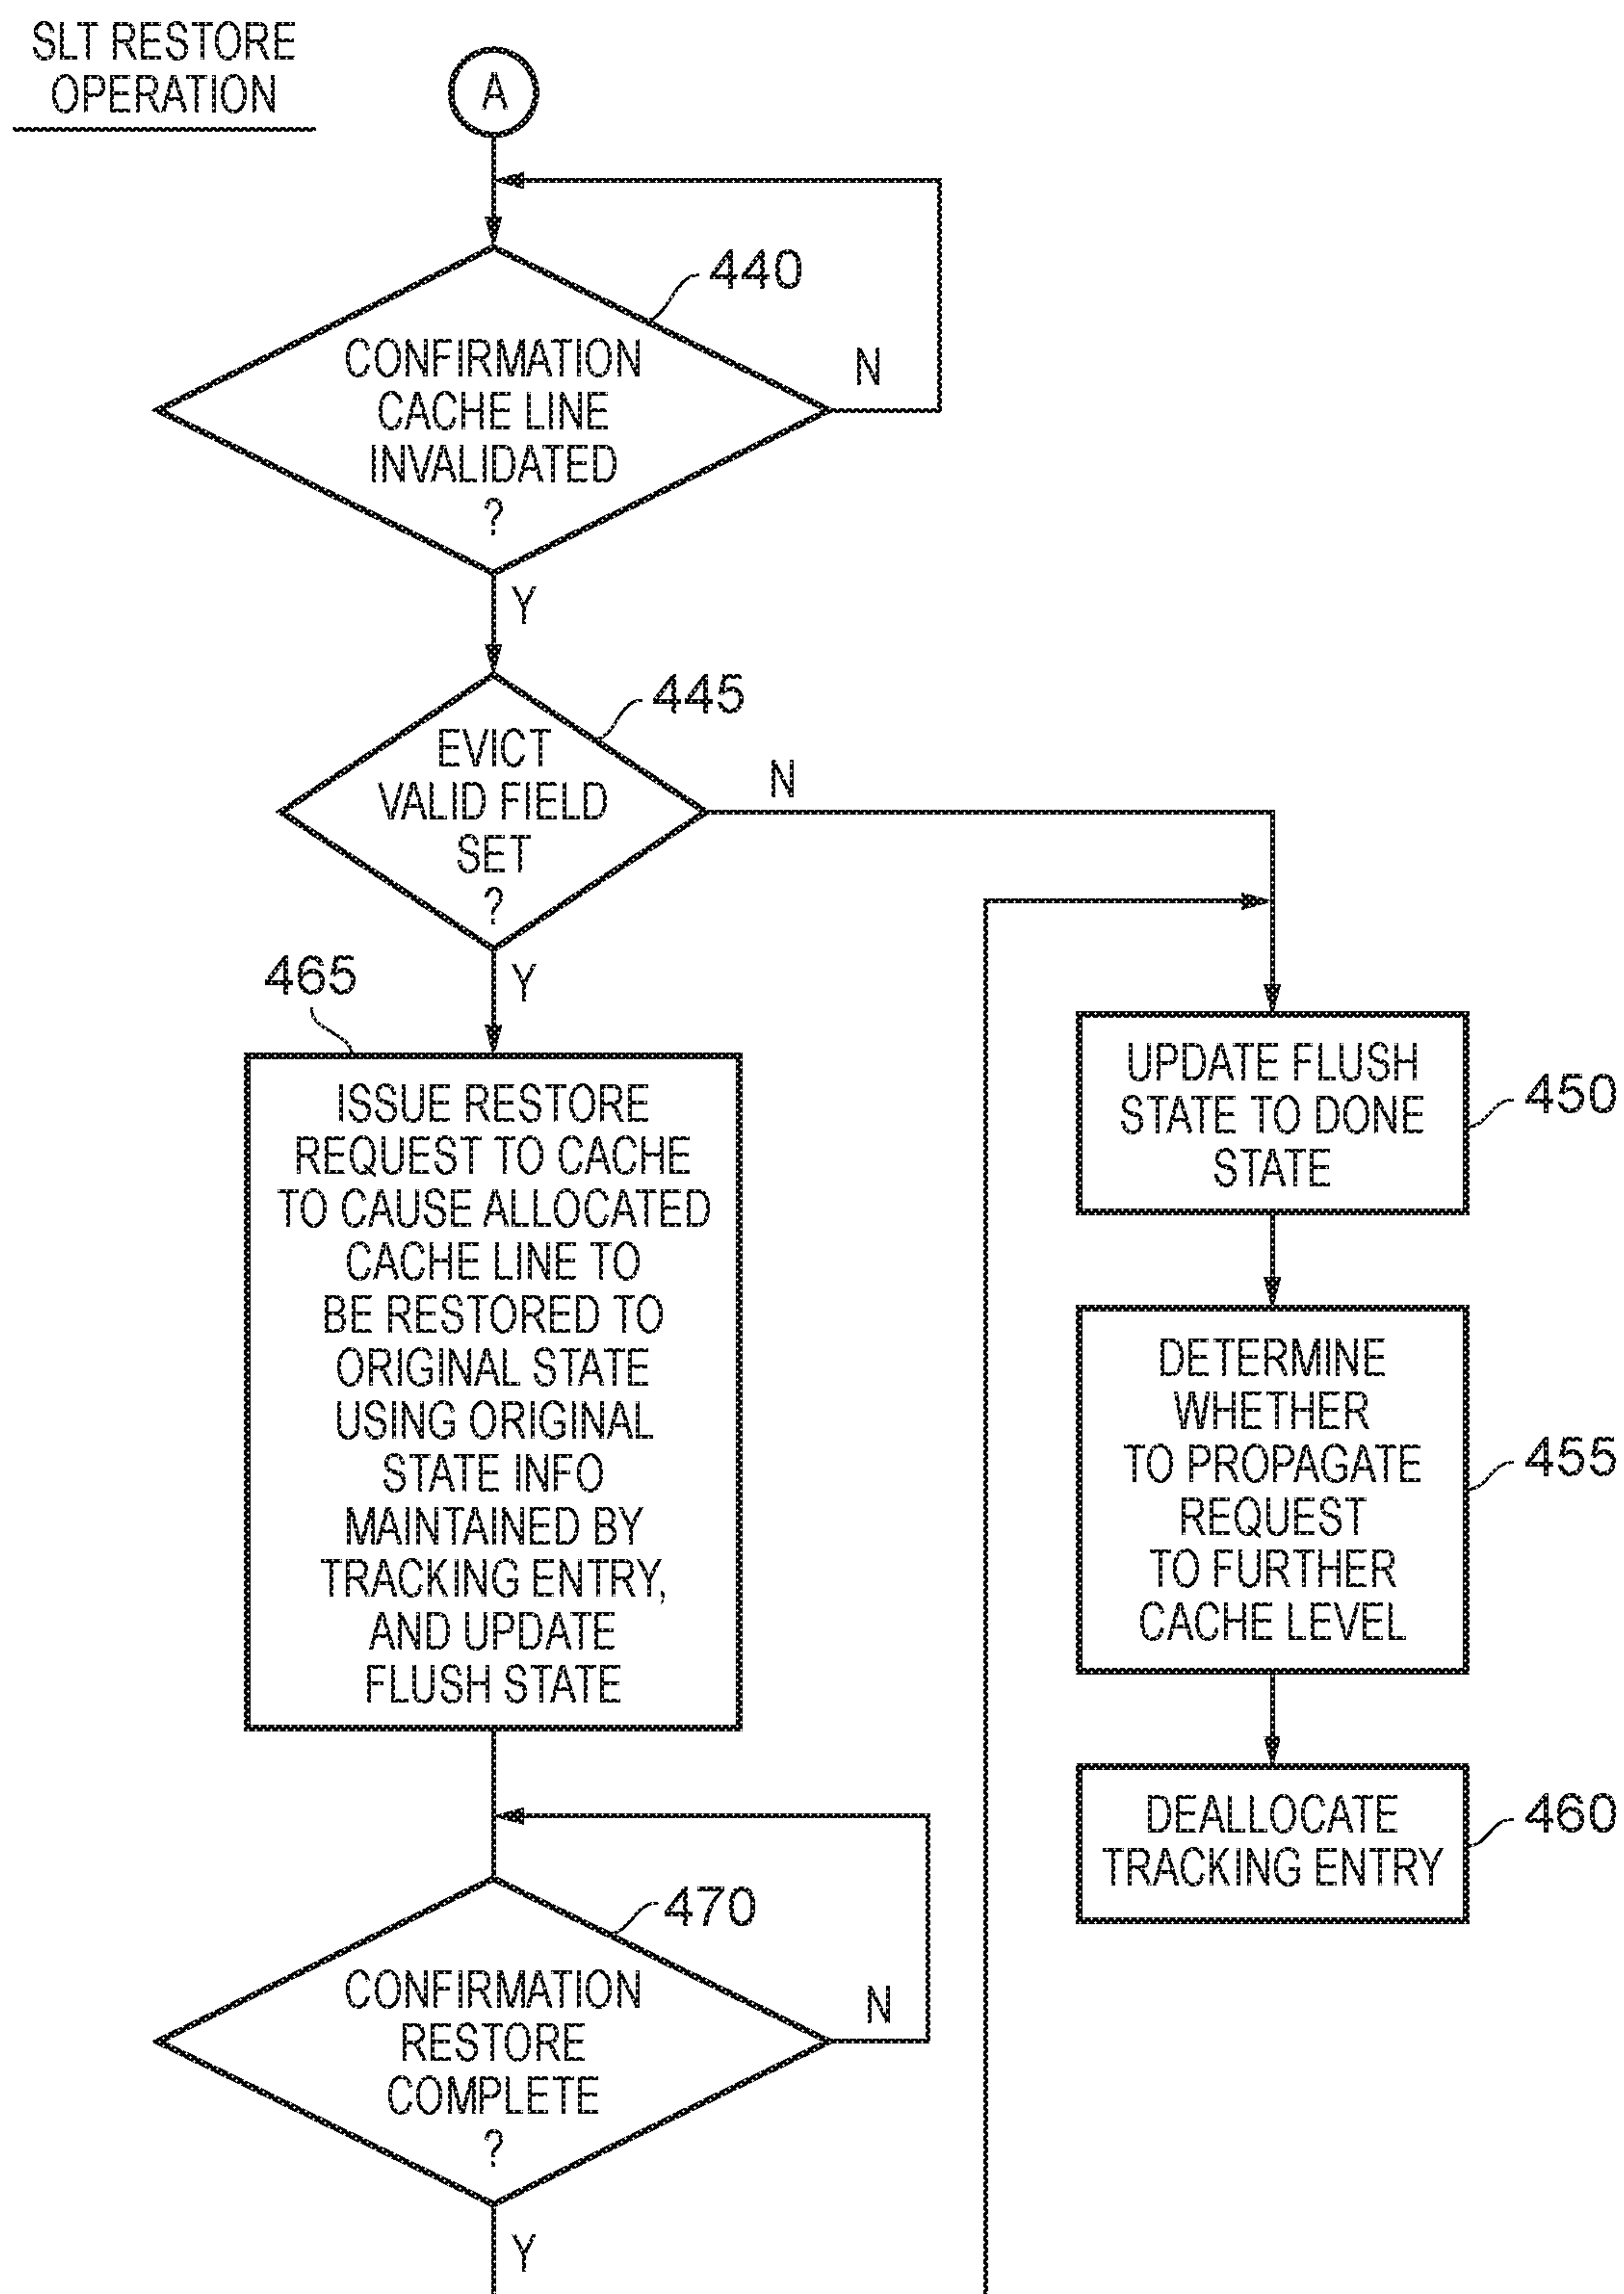 SLT RESTORE
OPERATION
A
440
CONFIRMATION
CACHE LINE
INVALIDATED
?
N
Y
445
EVICT
VALID FIELD
SET
?
N
Y
465
ISSUE RESTORE
REQUEST TO CACHE
TO CAUSE ALLOCATED
CACHE LINE TO
BE RESTORED TO
ORIGINAL STATE
USING ORIGINAL
STATE INFO
MAINTAINED BY
TRACKING ENTRY,
AND UPDATE
FLUSH STATE
470
CONFIRMATION
RESTORE
COMPLETE
?
N
Y
UPDATE FLUSH
STATE TO DONE
STATE
450
DETERMINE
WHETHER
TO PROPAGATE
REQUEST
TO FURTHER
CACHE LEVEL
455
DEALLOCATE
TRACKING ENTRY
460